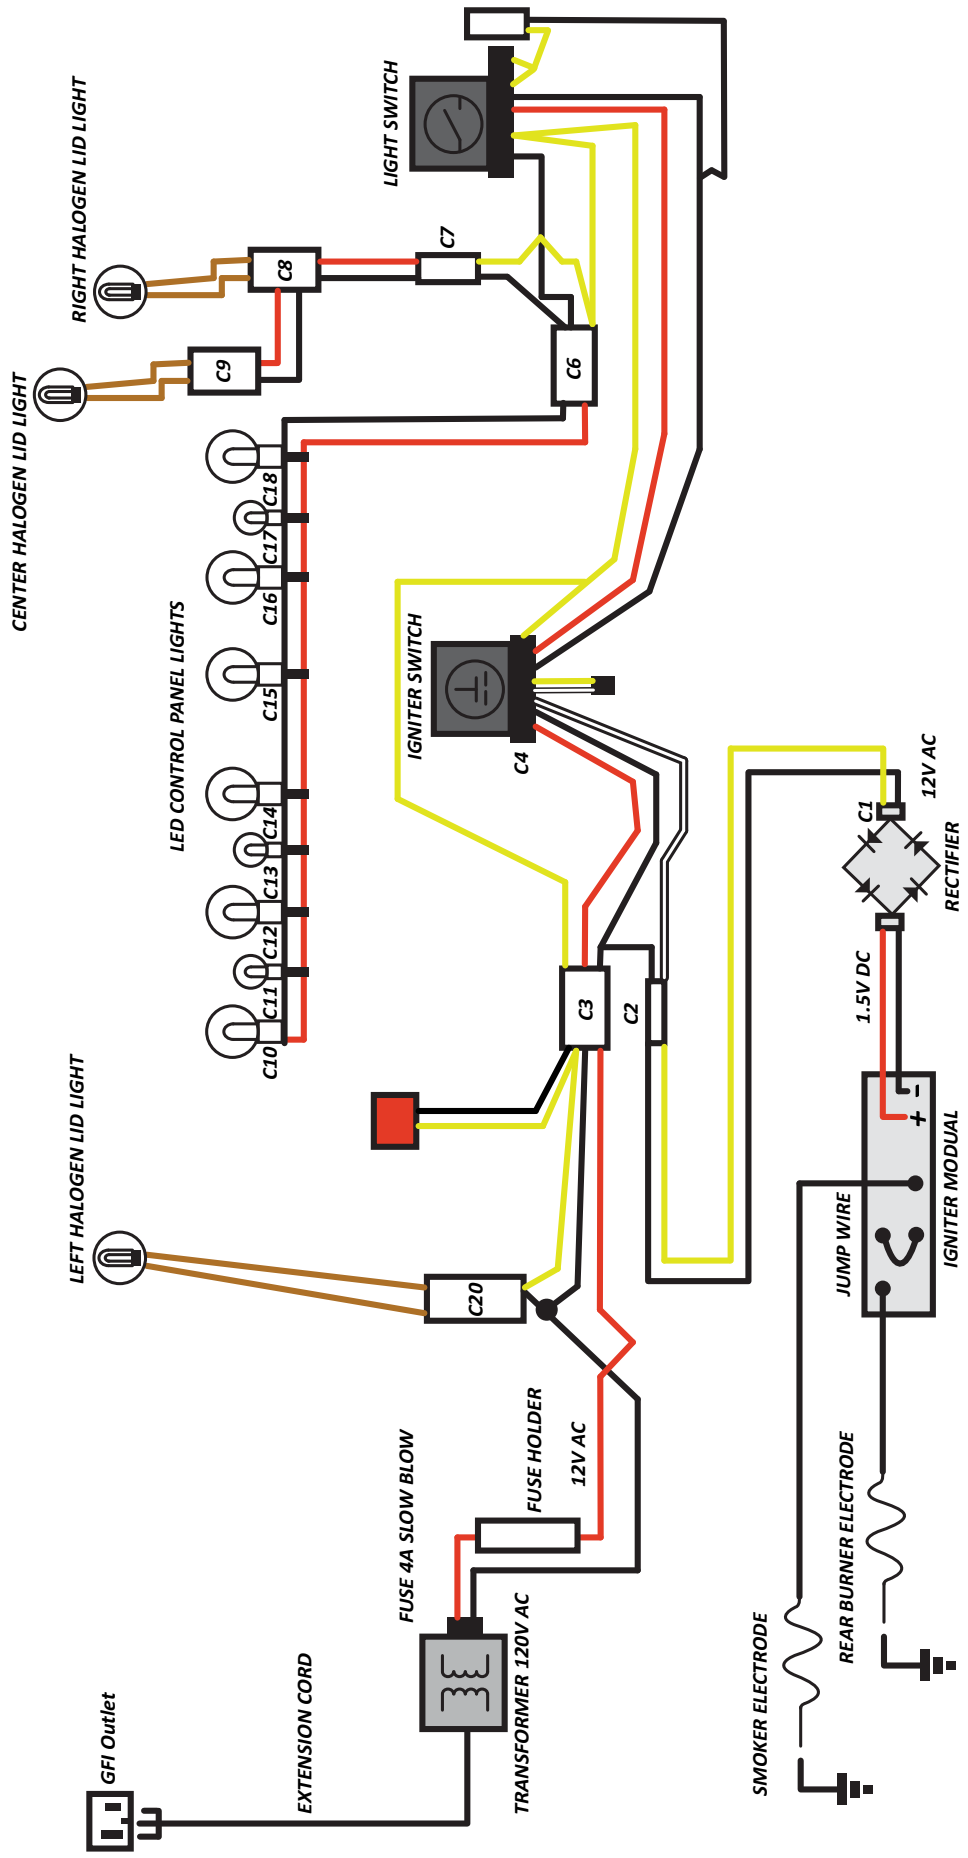 GFI Outlet
EXTENSION CORD
TRANSFORMER 120V AC
FUSE 4A SLOW BLOW
FUSE HOLDER
12V AC
LEFT HALOGEN LID LIGHT
C20
LED CONTROL PANEL LIGHTS
C10
C11
C12
C13
C14
C15
C16
C17
C18
CENTER HALOGEN LID LIGHT
C9
RIGHT HALOGEN LID LIGHT
C8
C7
C6
LIGHT SWITCH
IGNITER SWITCH
C4
C3
C2
SMOKER ELECTRODE
REAR BURNER ELECTRODE
JUMP WIRE
IGNITER MODUAL
+ -
1.5V DC
C1
RECTIFIER
12V AC